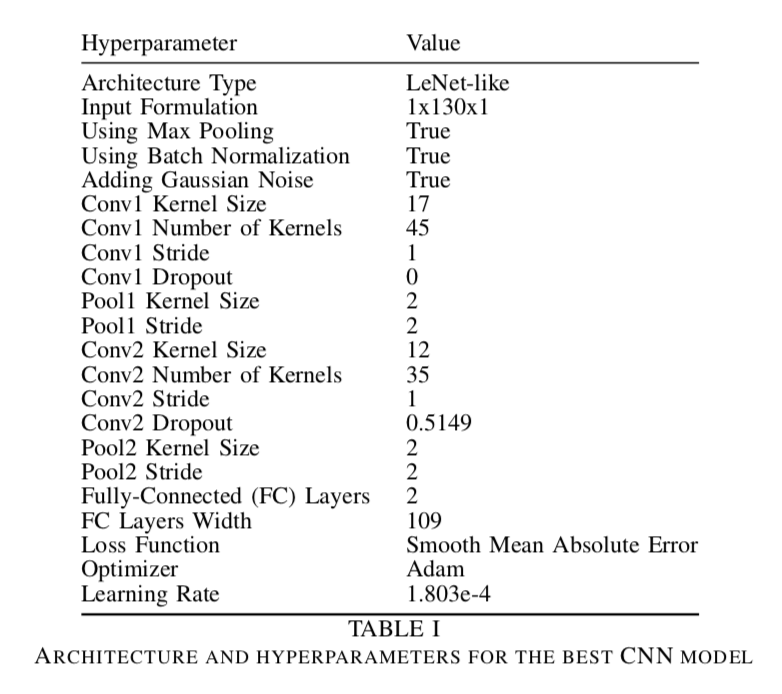 Hyperparameter Value
Architecture Type LeNet-like
Input Formulation 1x130x1
Using Max Pooling True
Using Batch Normalization True
Adding Gaussian Noise True
Conv1 Kernel Size 17
Conv1 Number of Kernels 45
Conv1 Stride 1
Conv1 Dropout 0
Pool1 Kernel Size 2
Pool1 Stride 2
Conv2 Kernel Size 12
Conv2 Number of Kernels 35
Conv2 Stride 1
Conv2 Dropout 0.5149
Pool2 Kernel Size 2
Pool2 Stride 2
Fully-Connected (FC) Layers 2
FC Layers Width 109
Loss Function Smooth Mean Absolute Error
Optimizer Adam
Learning Rate 1.803e-4
TABLE I
ARCHITECTURE AND HYPERPARAMETERS FOR THE BEST CNN MODEL